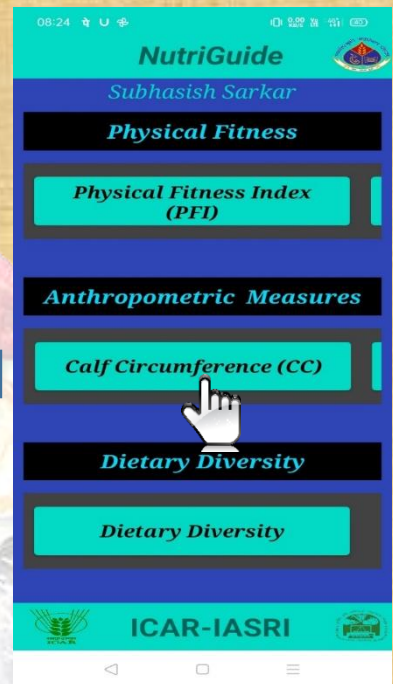 08:24
NutriGuide
Subhasish Sarkar
Physical Fitness
Physical Fitness Index
(PFI)
Anthropometric Measures
Calf Circumference (CC)
Dietary Diversity
Dietary Diversity
ICAR-IASRI